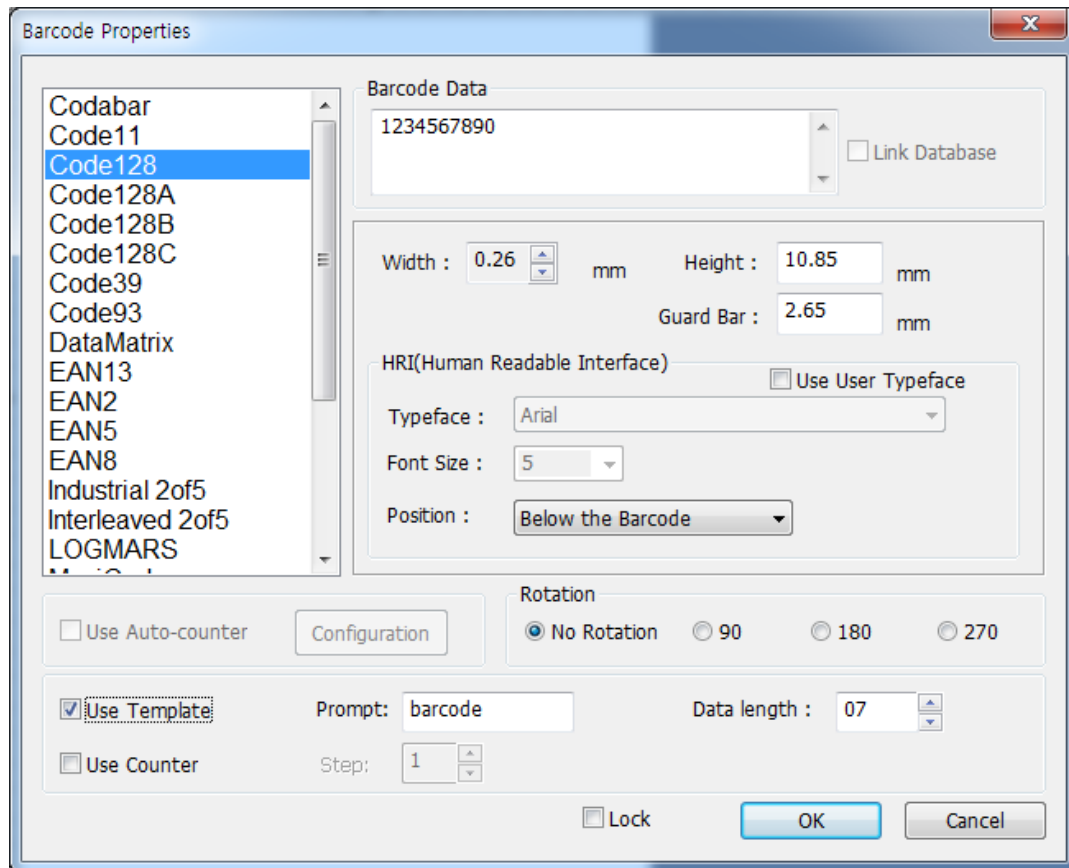 Barcode Properties
Codabar
Code11
Code128
Code128A
Code128B
Code128C
Code39
Code93
DataMatrix
EAN13
EAN2
EAN5
EAN8
Industrial 2of5
Interleaved 2of5
LOGMARS
Barcode Data
1234567890
Link Database
Width : 0.26 mm Height : 10.85 mm
Guard Bar : 2.65 mm
HRI(Human Readable Interface)
Use User Typeface
Typeface : Arial
Font Size : 5
Position : Below the Barcode
Use Auto-counter Configuration
Rotation
No Rotation 90 180 270
Use Template Prompt: barcode Data length : 07
Use Counter Step: 1
Lock OK Cancel